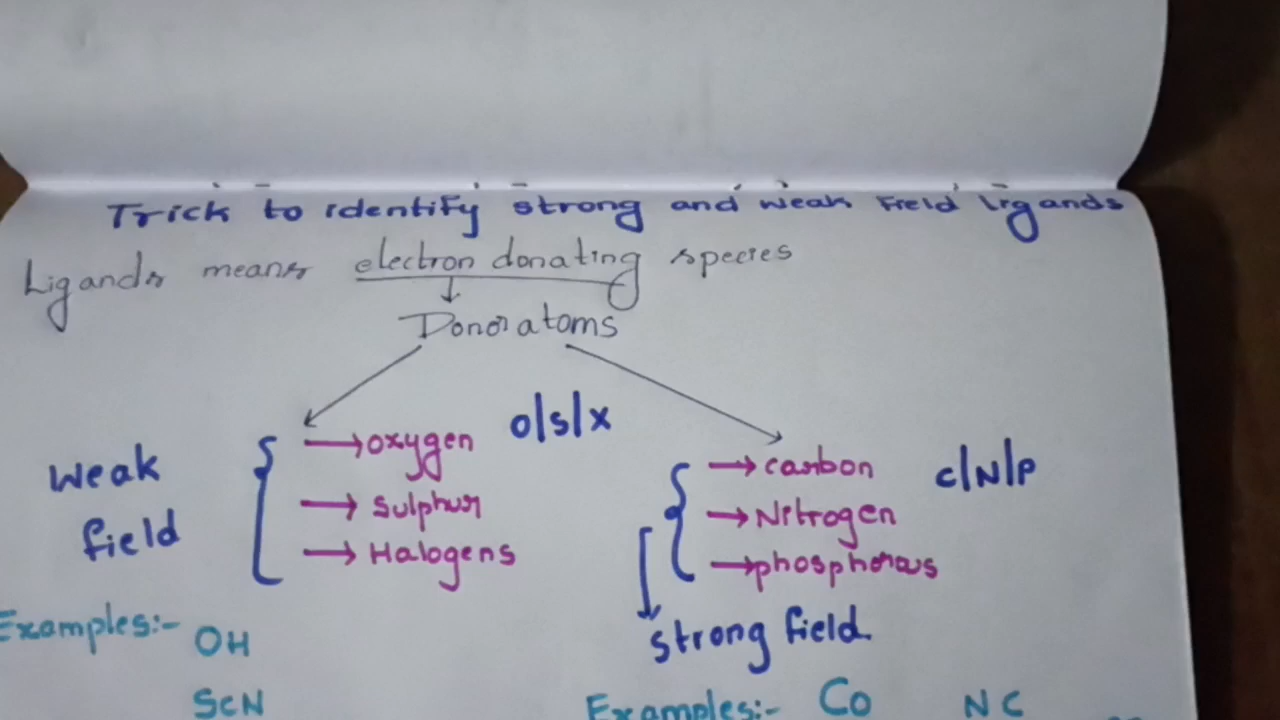 Trick to identify strong and weak field ligands
Ligands means electron donating species
Donor atoms
O/S/X
Weak field
→ Oxygen
→ Sulphur
→ Halogens
C/N/P
→ Carbon
→ Nitrogen
→ phosphorous
strong field.
Examples:- OH
SCN
Examples:- CO NC